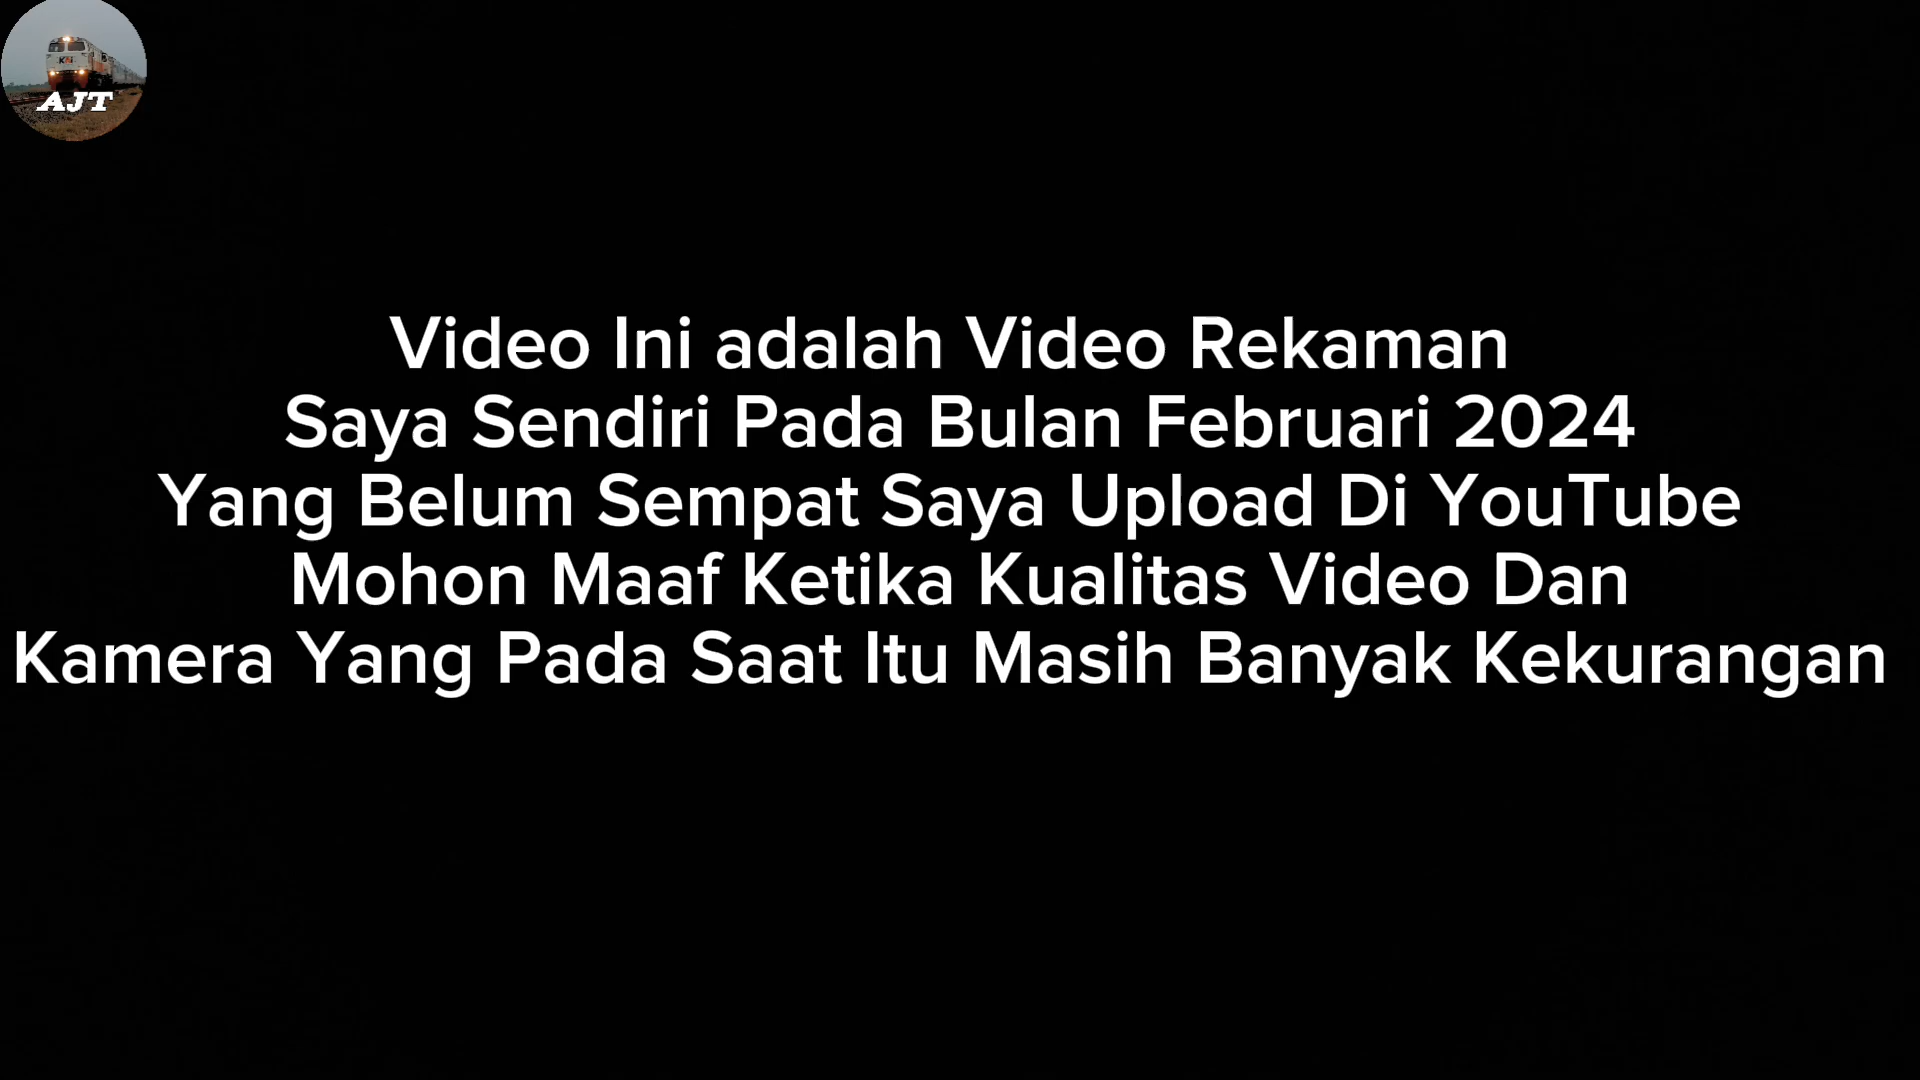 KAI
AJT
Video Ini adalah Video Rekaman
Saya Sendiri Pada Bulan Februari 2024
Yang Belum Sempat Saya Upload Di YouTube
Mohon Maaf Ketika Kualitas Video Dan
Kamera Yang Pada Saat Itu Masih Banyak Kekurangan